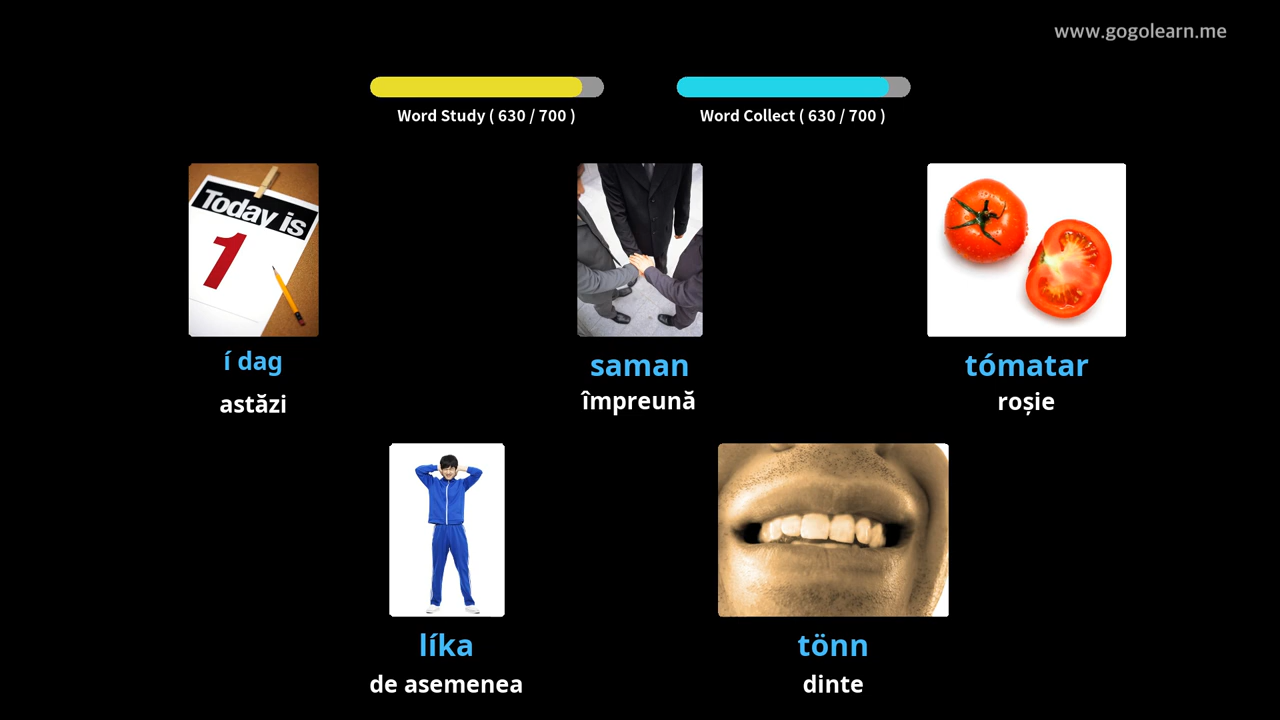 www.gogolearn.me
Word Study ( 630 / 700 )
Word Collect ( 630 / 700 )
Today is
1
í dag
astăzi
saman
împreună
tómatar
roșie
líka
de asemenea
tönn
dinte